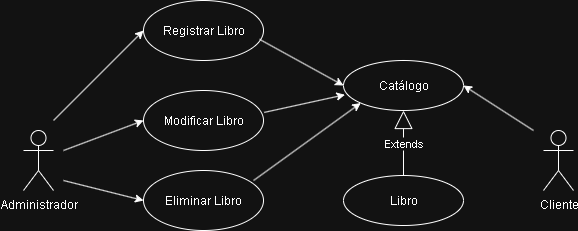 Registrar Libro
Catálogo
Modificar Libro
Extends
Administrador
Eliminar Libro
Libro
Cliente